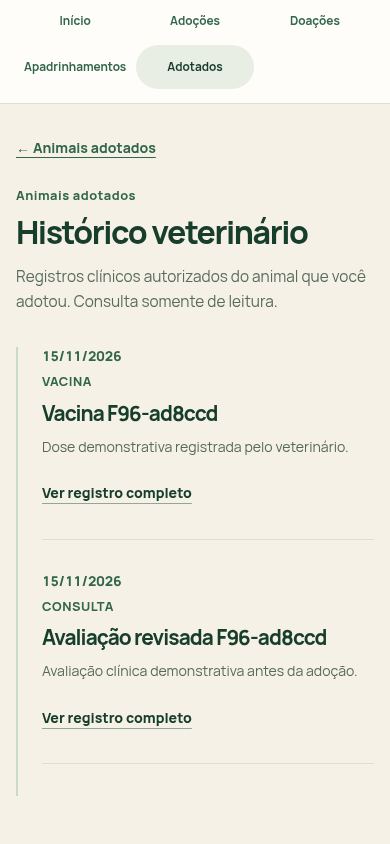 Início
Adoções
Doações
Apadrinhamentos
Adotados
← Animais adotados
Animais adotados
Histórico veterinário
Registros clínicos autorizados do animal que você
adotou. Consulta somente de leitura.
15/11/2026
VACINA
Vacina F96-ad8ccd
Dose demonstrativa registrada pelo veterinário.
Ver registro completo
15/11/2026
CONSULTA
Avaliação revisada F96-ad8ccd
Avaliação clínica demonstrativa antes da adoção.
Ver registro completo